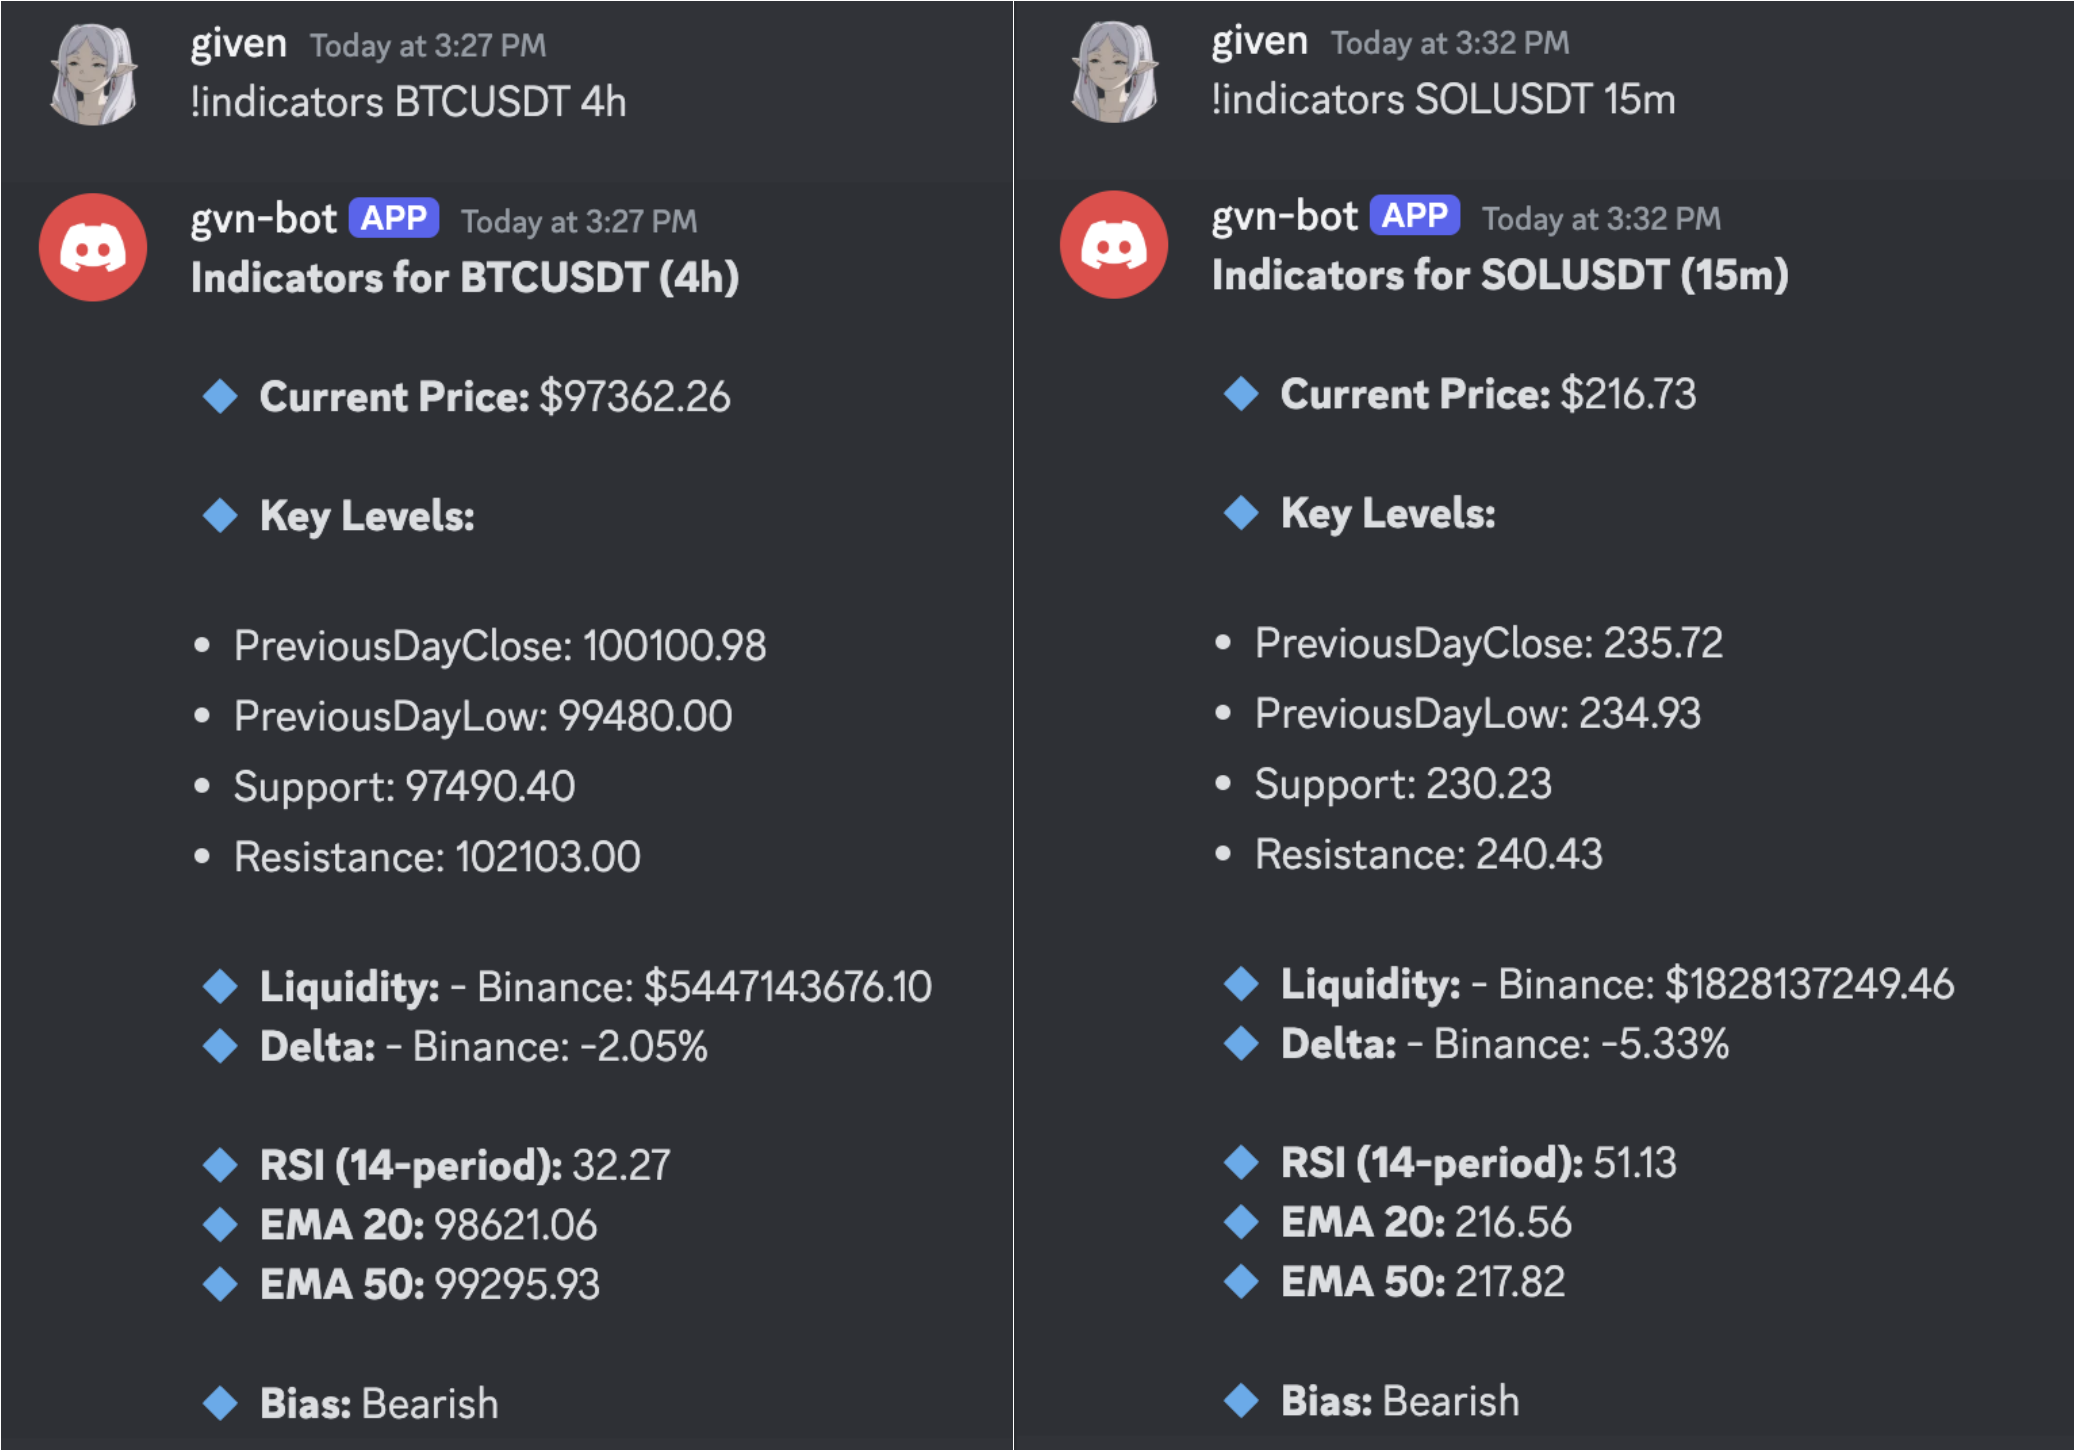 given Today at 3:27 PM
!indicators BTCUSDT 4h
gvn-bot APP Today at 3:27 PM
Indicators for BTCUSDT (4h)
Current Price: $97362.26
Key Levels:
• PreviousDayClose: 100100.98
• PreviousDayLow: 99480.00
• Support: 97490.40
• Resistance: 102103.00
Liquidity: - Binance: $5447143676.10
Delta: - Binance: -2.05%
RSI (14-period): 32.27
EMA 20: 98621.06
EMA 50: 99295.93
Bias: Bearish
given Today at 3:32 PM
!indicators SOLUSDT 15m
gvn-bot APP Today at 3:32 PM
Indicators for SOLUSDT (15m)
Current Price: $216.73
Key Levels:
• PreviousDayClose: 235.72
• PreviousDayLow: 234.93
• Support: 230.23
• Resistance: 240.43
Liquidity: - Binance: $1828137249.46
Delta: - Binance: -5.33%
RSI (14-period): 51.13
EMA 20: 216.56
EMA 50: 217.82
Bias: Bearish